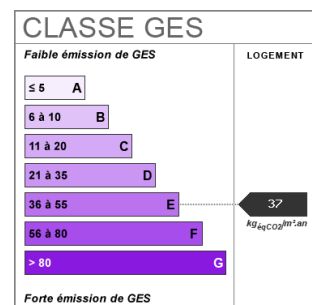 CLASSE GES
Faible émission de GES
LOGEMENT
≤ 5 A
6 à 10 B
11 à 20 C
21 à 35 D
36 à 55 E
37
kgéqCO2/m².an
56 à 80 F
> 80 G
Forte émission de GES